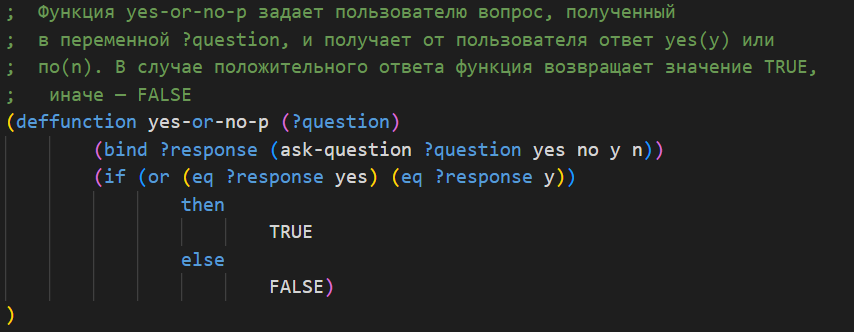 ;  Функция yes-or-no-p задает пользователю вопрос, полученный
;  в переменной ?question, и получает от пользователя ответ yes(y) или
;  по(n). В случае положительного ответа функция возвращает значение TRUE,
;   иначе — FALSE
(deffunction yes-or-no-p (?question)
        (bind ?response (ask-question ?question yes no y n))
        (if (or (eq ?response yes) (eq ?response y))
                then
                        TRUE
                else
                        FALSE)
)